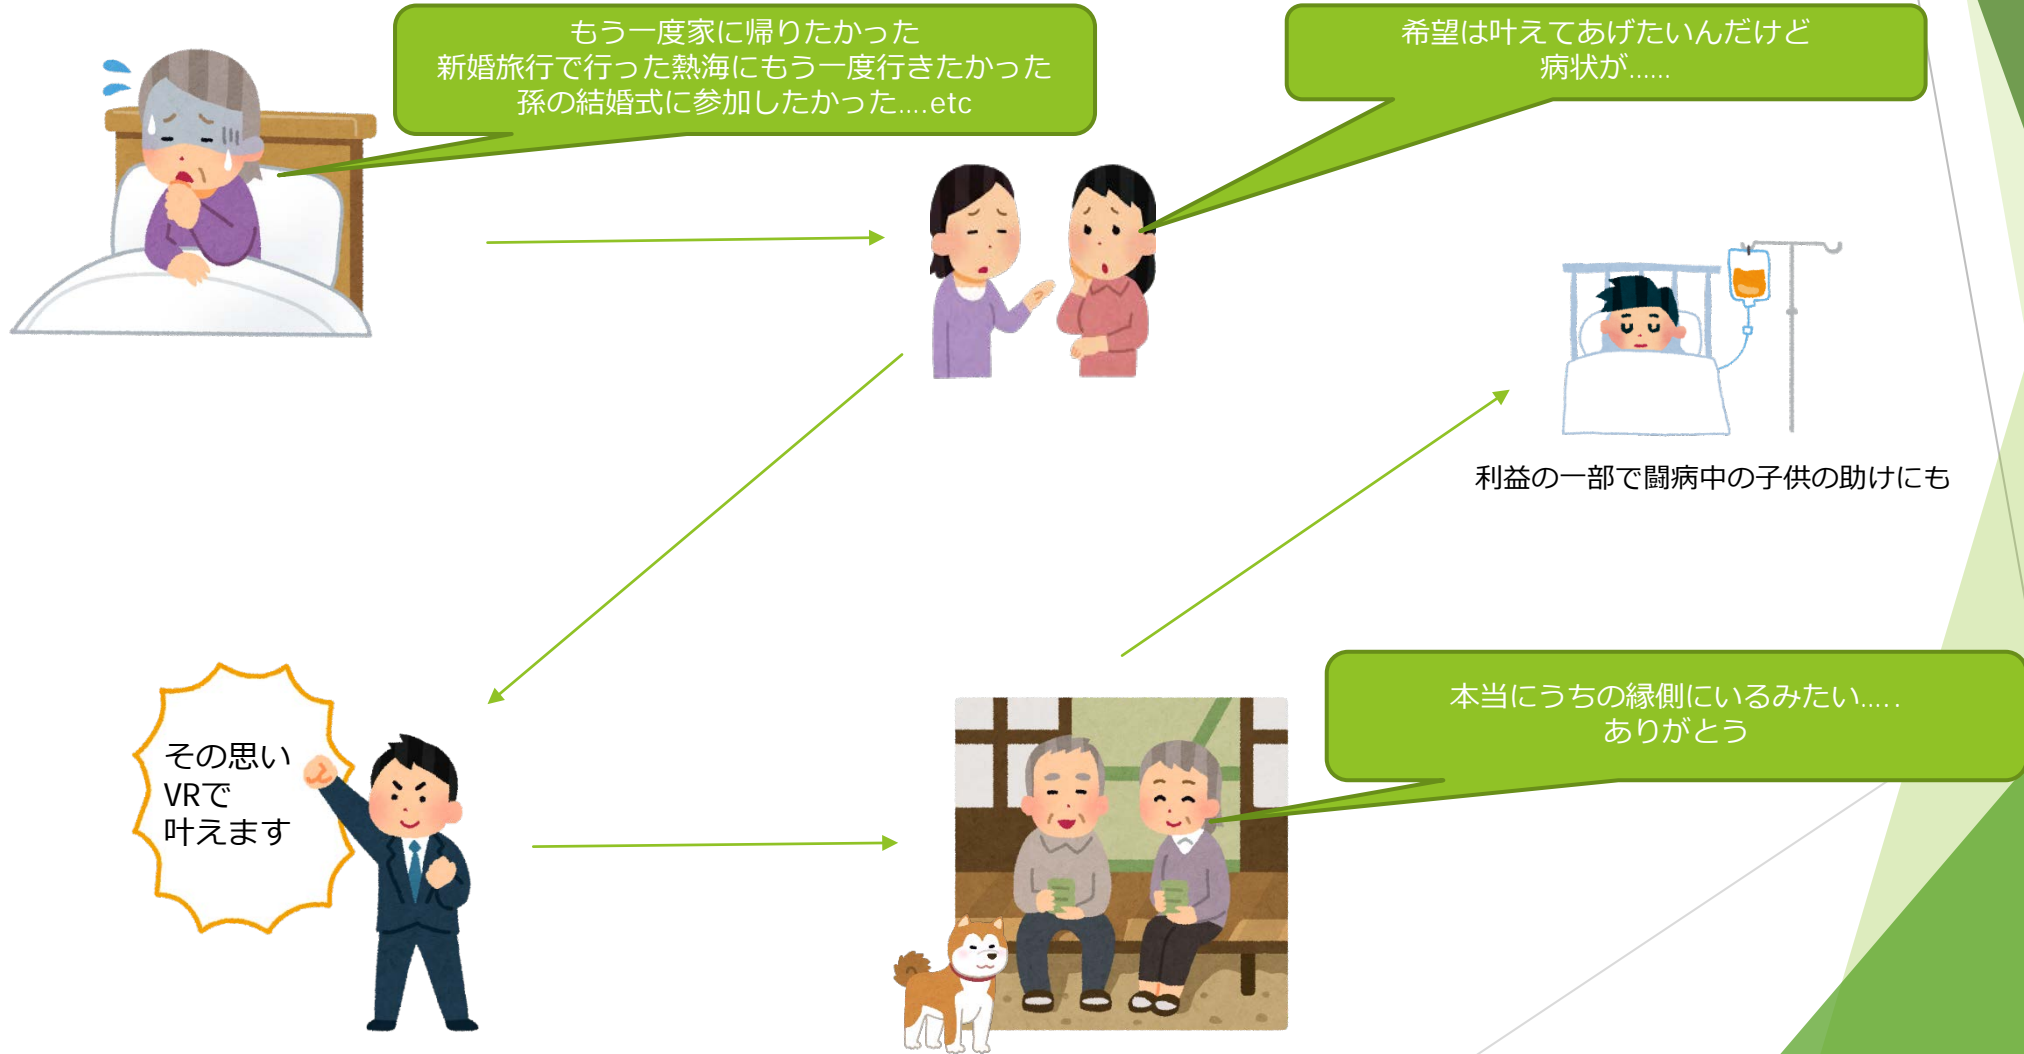 もう一度家に帰りたかった
新婚旅行で行った熱海にもう一度行きたかった
孫の結婚式に参加したかった....etc
希望は叶えてあげたいんだけど
病状が......
利益の一部で闘病中の子供の助けにも
その思い
VRで
叶えます
本当にうちの縁側にいるみたい.....
ありがとう